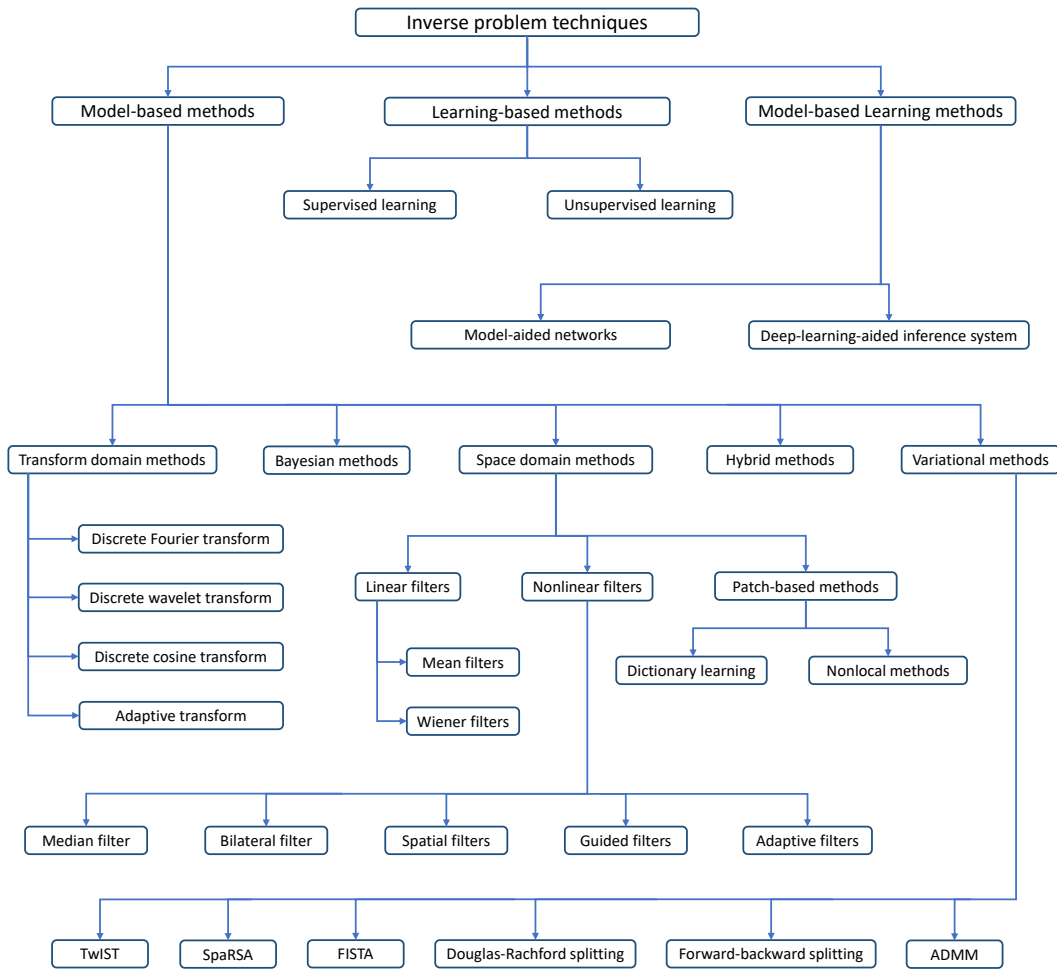 Inverse problem techniques
Model-based methods
Learning-based methods
Model-based Learning methods
Supervised learning
Unsupervised learning
Model-aided networks
Deep-learning-aided inference system
Transform domain methods
Bayesian methods
Space domain methods
Hybrid methods
Variational methods
Discrete Fourier transform
Discrete wavelet transform
Discrete cosine transform
Adaptive transform
Linear filters
Nonlinear filters
Patch-based methods
Mean filters
Wiener filters
Dictionary learning
Nonlocal methods
Median filter
Bilateral filter
Spatial filters
Guided filters
Adaptive filters
TwIST
SpaRSA
FISTA
Douglas-Rachford splitting
Forward-backward splitting
ADMM